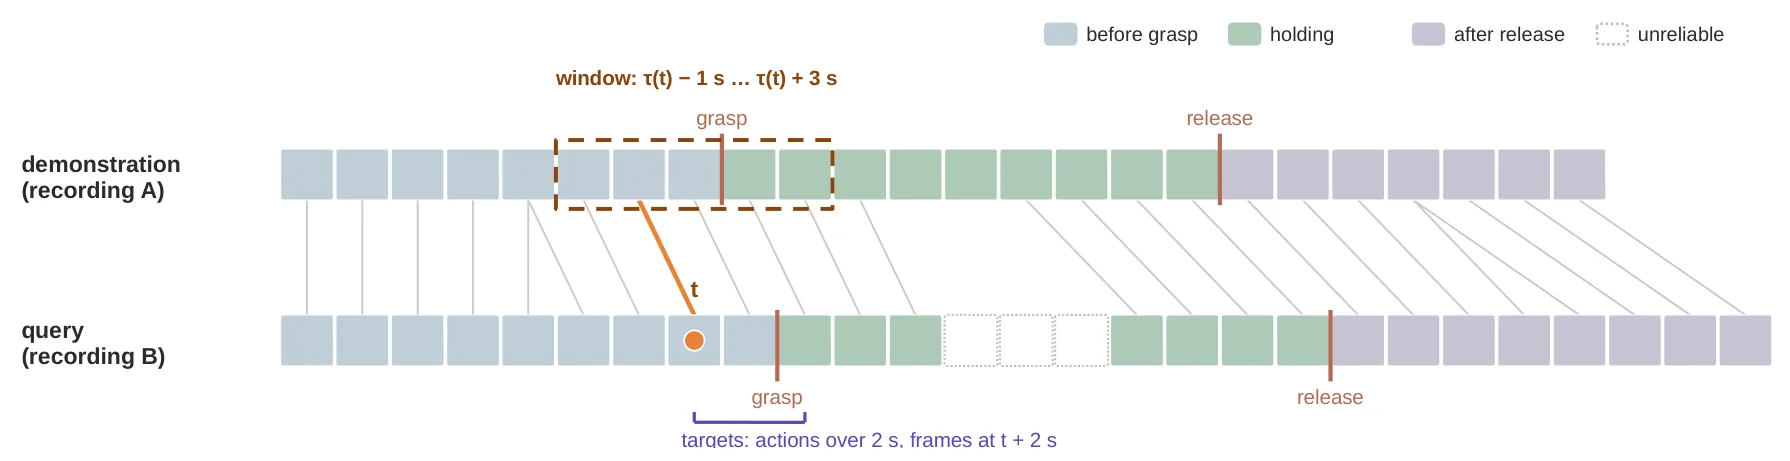 before grasp
holding
after release
unreliable
window: τ(t) − 1 s … τ(t) + 3 s
grasp
release
demonstration
(recording A)
t
query
(recording B)
grasp
release
targets: actions over 2 s, frames at t + 2 s